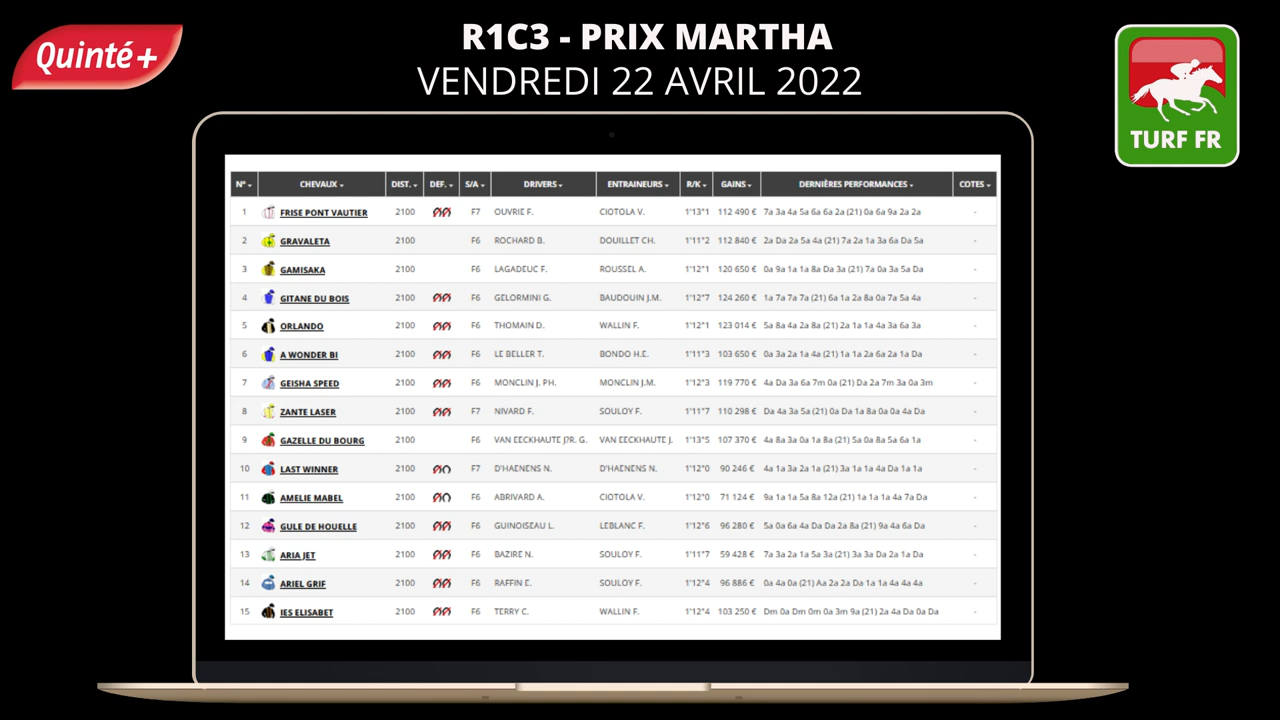 R1C3 - PRIX MARTHA
Quinté+
VENDREDI 22 AVRIL 2022
TURF FR
N° CHEVAUX DIST. DEF. S/A DRIVERS ENTRAINEURS R/K GAINS DERNIÈRES PERFORMANCES COTES
1 FRISE PONT VAUTIER 2100 F7 OUVRIE F. CIOTOLA V. 1'13"1 112 490 € 7a 3a 4a 5a 6a 6a 2a (21) 0a 6a 9a 2a 2a -
2 GRAVALETA 2100 F6 ROCHARD B. DOUILLET CH. 1'11"2 112 840 € 2a Da 2a 5a 4a (21) 7a 2a 1a 3a 6a Da 5a -
3 GAMISAKA 2100 F6 LAGADEUC F. ROUSSEL A. 1'12"1 120 650 € 0a 9a 1a 1a 8a Da 3a (21) 7a 0a 3a 5a Da -
4 GITANE DU BOIS 2100 F6 GELORMINI G. BAUDOUIN J.M. 1'12"7 124 260 € 1a 7a 7a 7a (21) 6a 1a 2a 8a 0a 7a 5a 4a -
5 ORLANDO 2100 F6 THOMAIN D. WALLIN F. 1'12"1 123 014 € 5a 8a 4a 2a 8a (21) 2a 1a 1a 4a 3a 6a 3a -
6 A WONDER BI 2100 F6 LE BELLER T. BONDO H.E. 1'11"3 103 650 € 0a 3a 2a 1a 4a (21) 1a 1a 2a 6a 2a 1a Da -
7 GEISHA SPEED 2100 F6 MONCLIN J. PH. MONCLIN J.M. 1'12"3 119 770 € 4a Da 3a 6a 7m 0a (21) Da 2a 7m 3a 0a 3m -
8 ZANTE LASER 2100 F7 NIVARD F. SOULOY F. 1'11"7 110 298 € Da 4a 3a 5a (21) 0a Da 1a 8a 0a 0a 4a Da -
9 GAZELLE DU BOURG 2100 F6 VAN EECKHAUTE J?R. G. VAN EECKHAUTE J. 1'13"5 107 370 € 4a 8a 3a 0a 1a 8a (21) 5a 0a 8a 5a 6a 1a -
10 LAST WINNER 2100 F7 D'HAENENS N. D'HAENENS N. 1'12"0 90 246 € 4a 1a 3a 2a 1a (21) 3a 1a 1a 4a Da 1a 1a -
11 AMELIE MABEL 2100 F6 ABRIVARD A. CIOTOLA V. 1'12"0 71 124 € 9a 1a 1a 5a 8a 12a (21) 1a 1a 1a 4a 7a Da -
12 GULE DE HOUELLE 2100 F6 GUINOISEAU L. LEBLANC F. 1'12"6 96 280 € 5a 0a 6a 4a Da Da 2a 8a (21) 9a 4a 6a Da -
13 ARIA JET 2100 F6 BAZIRE N. SOULOY F. 1'11"7 59 428 € 7a 3a 2a 1a 5a 3a (21) 3a 3a Da 2a 1a Da -
14 ARIEL GRIF 2100 F6 RAFFIN E. SOULOY F. 1'12"4 96 886 € 0a 4a 0a (21) Aa 2a 2a Da 1a 1a 4a 4a 4a -
15 IES ELISABET 2100 F6 TERRY C. WALLIN F. 1'12"4 103 250 € Dm 0a Dm 0m 0a 3m 9a (21) 2a 4a Da 0a Da -